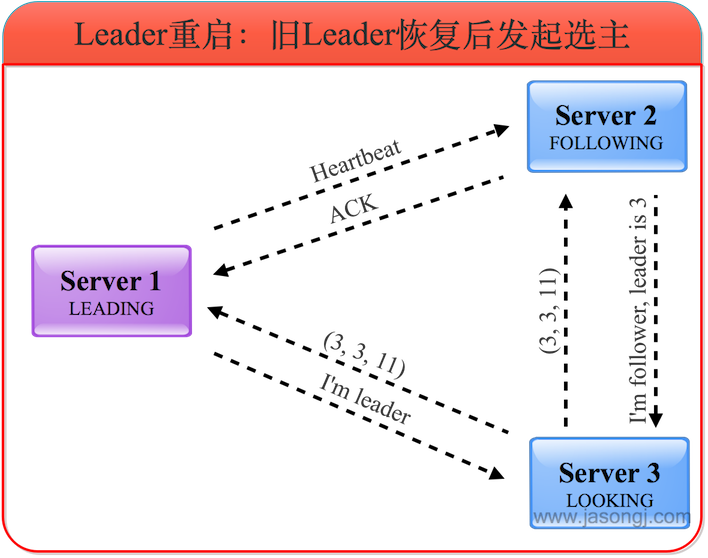 Leader重启：旧Leader恢复后发起选主
Server 2
FOLLOWING
Heartbeat
ACK
Server 1
LEADING
(3, 3, 11)
I'm leader
(3, 3, 11)
I'm follower, leader is 3
Server 3
LOOKING
www.jasongj.com